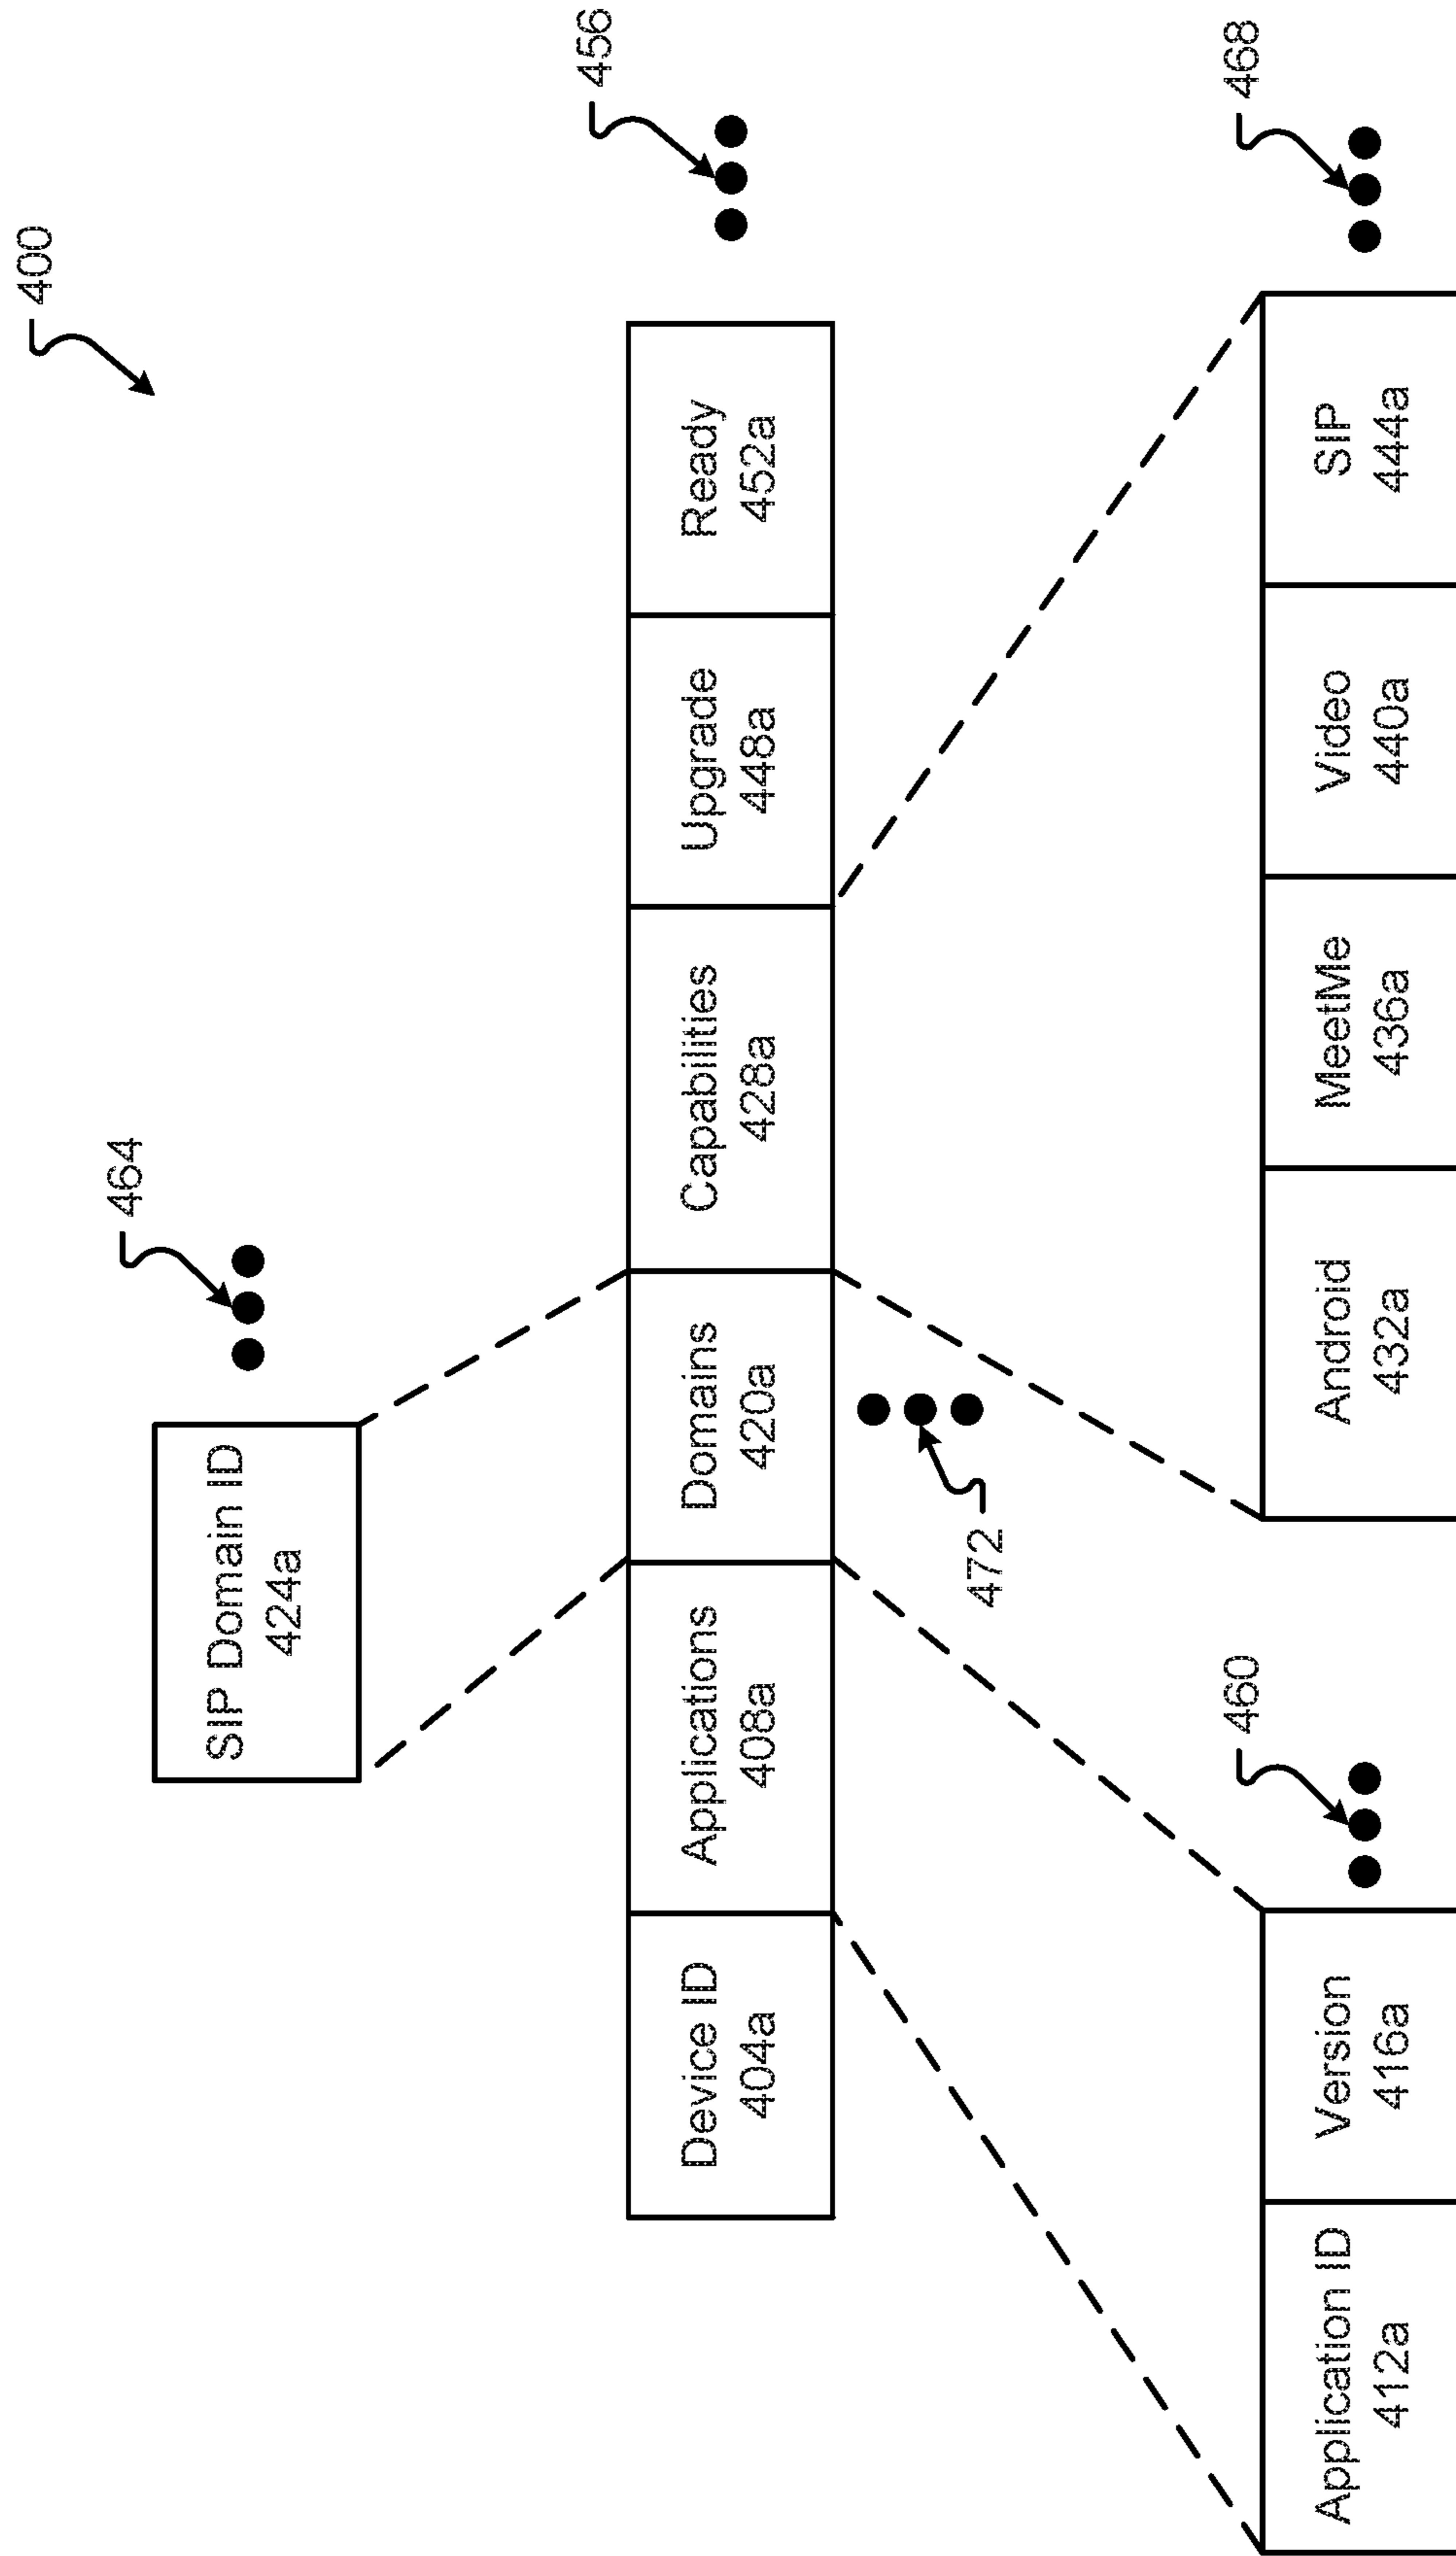 400
464
SIP Domain ID
424a
456
Device ID
404a
Applications
408a
Domains
420a
Capabilities
428a
Upgrade
448a
Ready
452a
472
460
468
Application ID
412a
Version
416a
Android
432a
MeetMe
436a
Video
440a
SIP
444a